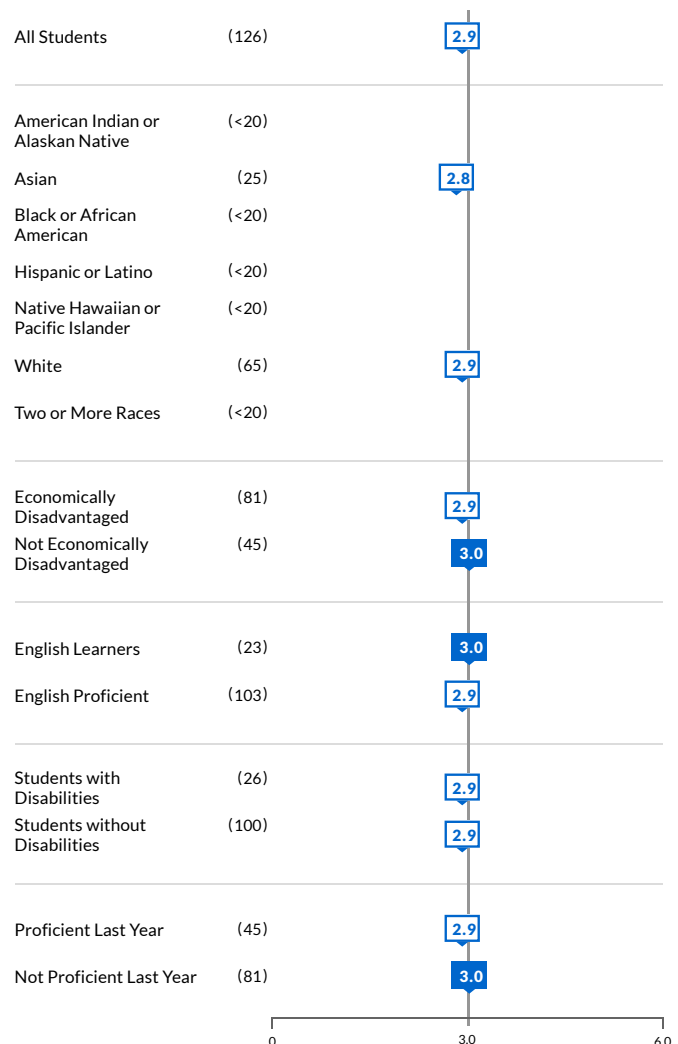 All Students (126) 2.9
American Indian or (<20)
Alaskan Native
Asian (25) 2.8
Black or African (<20)
American
Hispanic or Latino (<20)
Native Hawaiian or (<20)
Pacific Islander
White (65) 2.9
Two or More Races (<20)
Economically (81) 2.9
Disadvantaged
Not Economically (45) 3.0
Disadvantaged
English Learners (23) 3.0
English Proficient (103) 2.9
Students with (26) 2.9
Disabilities
Students without (100) 2.9
Disabilities
Proficient Last Year (45) 2.9
Not Proficient Last Year (81) 3.0
0 3.0 6.0